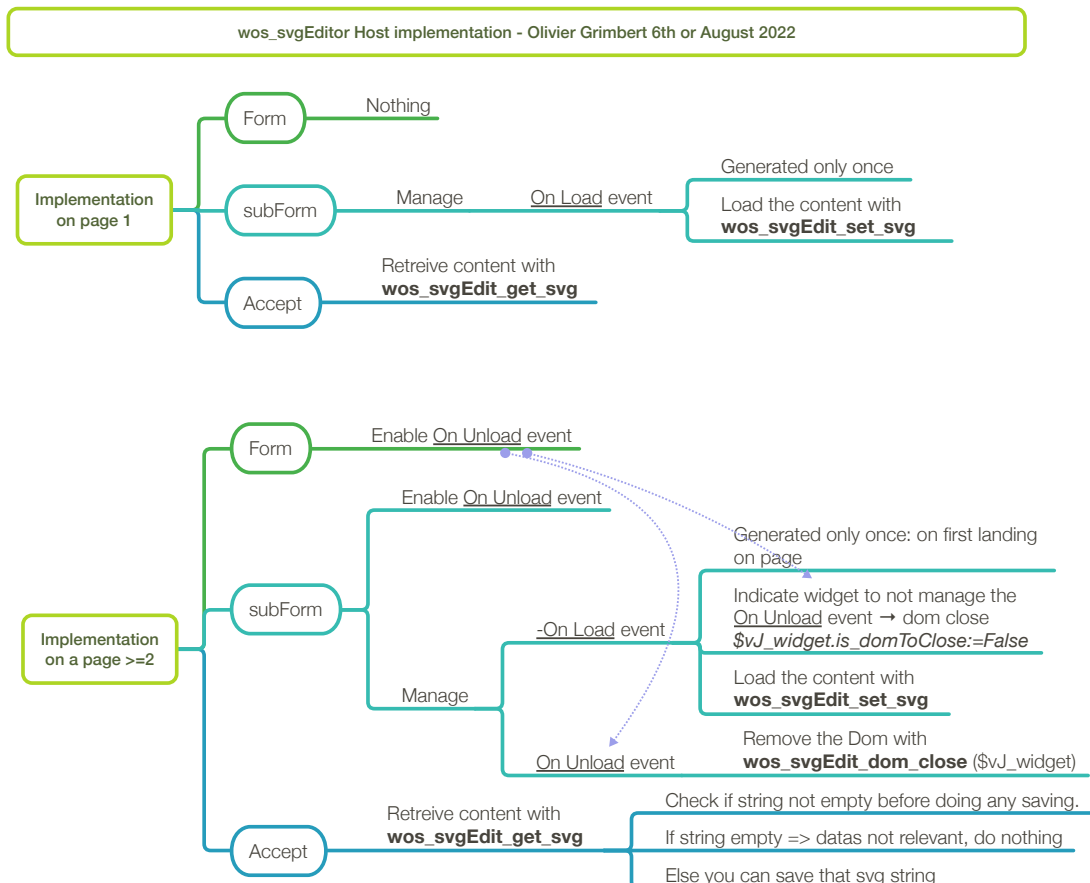 wos_svgEditor Host implementation - Olivier Grimbert 6th or August 2022
Form
Nothing
Implementation
on page 1
subForm
Manage
On Load event
Generated only once
Load the content with
wos_svgEdit_set_svg
Accept
Retreive content with
wos_svgEdit_get_svg
Form
Enable On Unload event
Implementation
on a page >=2
subForm
Enable On Unload event
Manage
-On Load event
Generated only once: on first landing
on page
Indicate widget to not manage the
On Unload event → dom close
$vJ_widget.is_domToClose:=False
Load the content with
wos_svgEdit_set_svg
On Unload event
Remove the Dom with
wos_svgEdit_dom_close ($vJ_widget)
Accept
Retreive content with
wos_svgEdit_get_svg
Check if string not empty before doing any saving.
If string empty => datas not relevant, do nothing
Else you can save that svg string